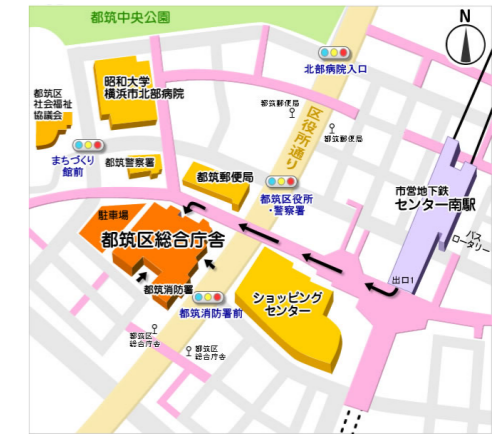 都筑中央公園
N
北部病院入口
昭和大学
横浜市北部病院
都筑区
社会福祉
協議会
都筑郵便局
区役所通り
都筑郵便局
まちづくり
館前
都筑警察署
都筑郵便局
都筑区役所
・警察署
市営地下鉄
センター南駅
バス
ロータリー
駐車場
都筑区総合庁舎
出口1
都筑消防署
都筑消防署前
ショッピング
センター
都筑区
総合庁舎
都筑区
総合庁舎